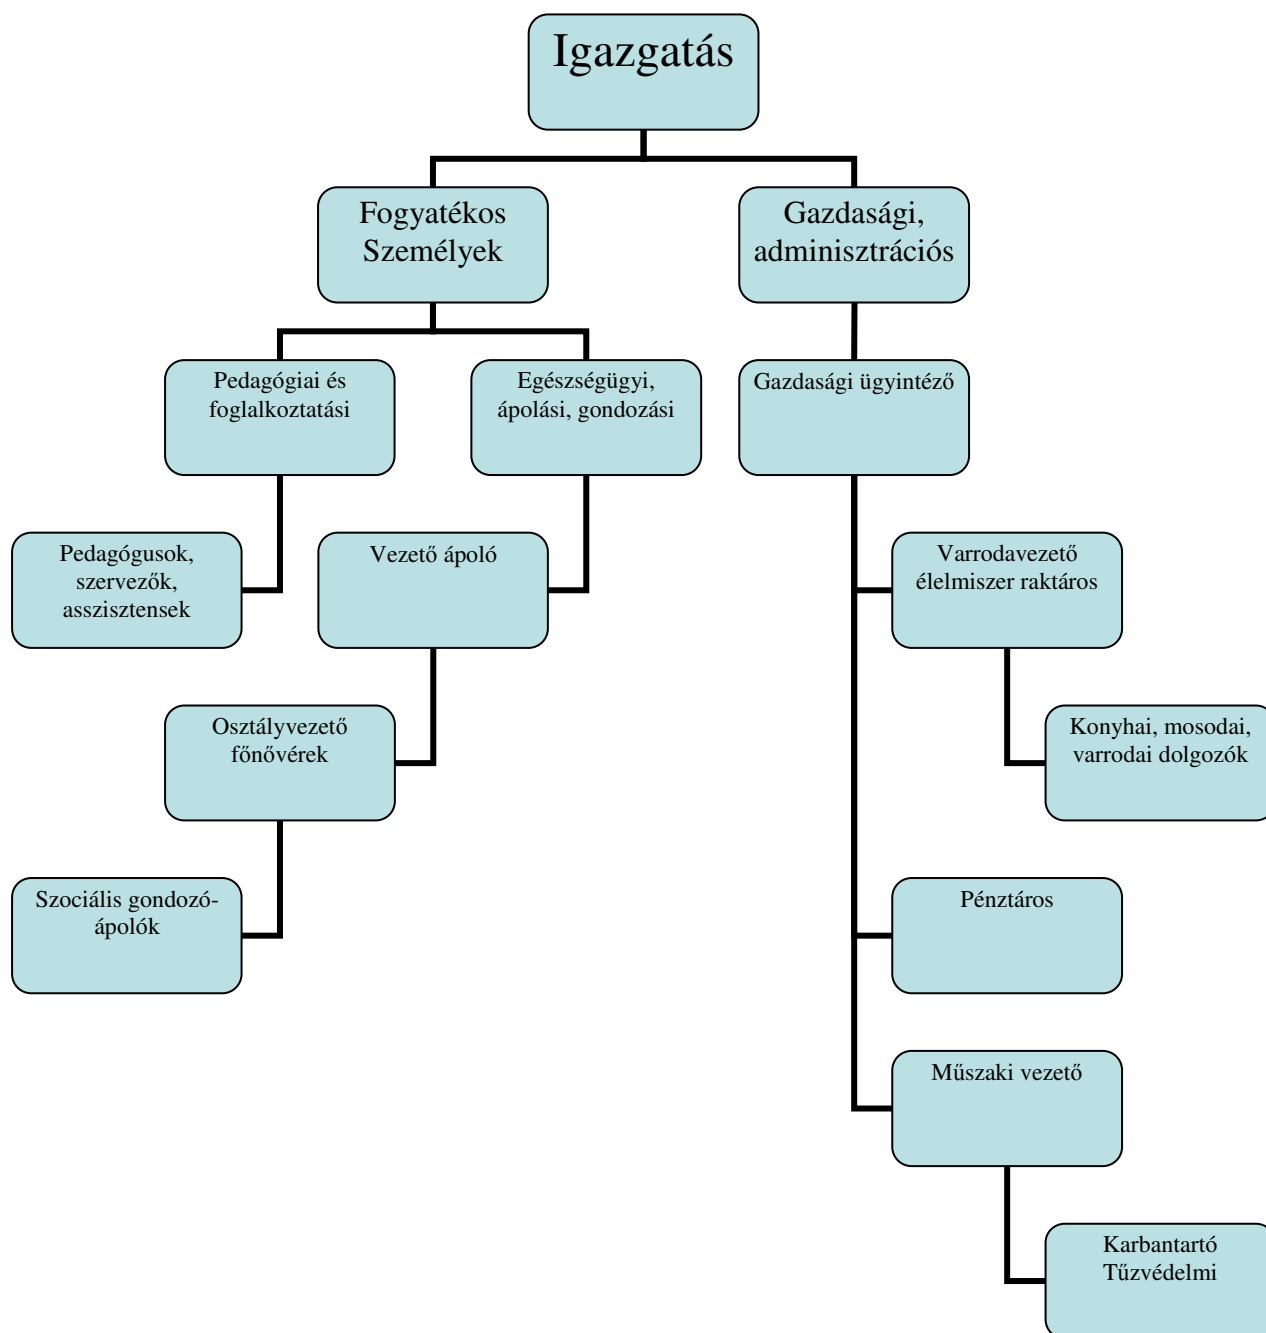 Igazgatás
Fogyatékos
Személyek
Gazdasági,
adminisztrációs
Pedagógiai és
foglalkoztatási
Egészségügyi,
ápolási, gondozási
Gazdasági ügyintéző
Pedagógusok,
szervezők,
asszisztensek
Vezető ápoló
Varrodavezető
élelmiszer raktáros
Osztályvezető
főnővérek
Konyhai, mosodai,
varrodai dolgozók
Szociális gondozó-
ápolók
Pénztáros
Műszaki vezető
Karbantartó
Tűzvédelmi